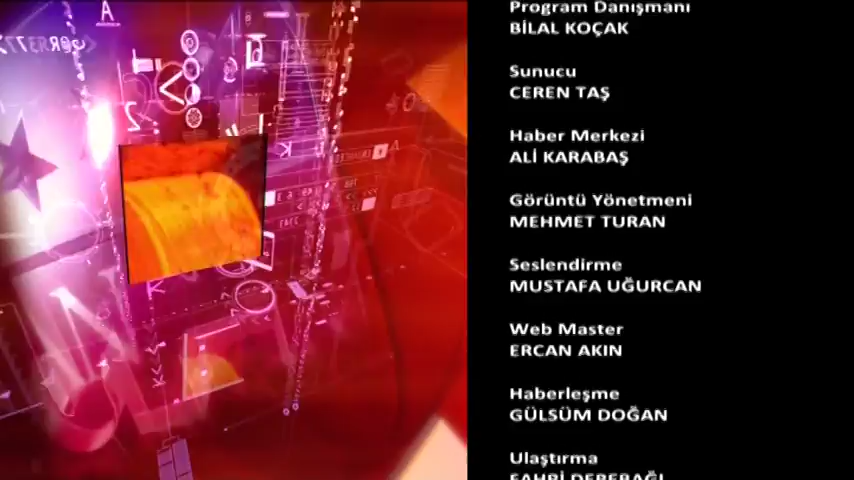 Program Danışmanı
BİLAL KOÇAK
Sunucu
CEREN TAŞ
Haber Merkezi
ALİ KARABAŞ
Görüntü Yönetmeni
MEHMET TURAN
Seslendirme
MUSTAFA UĞURCAN
Web Master
ERCAN AKIN
Haberleşme
GÜLSÜM DOĞAN
Ulaştırma